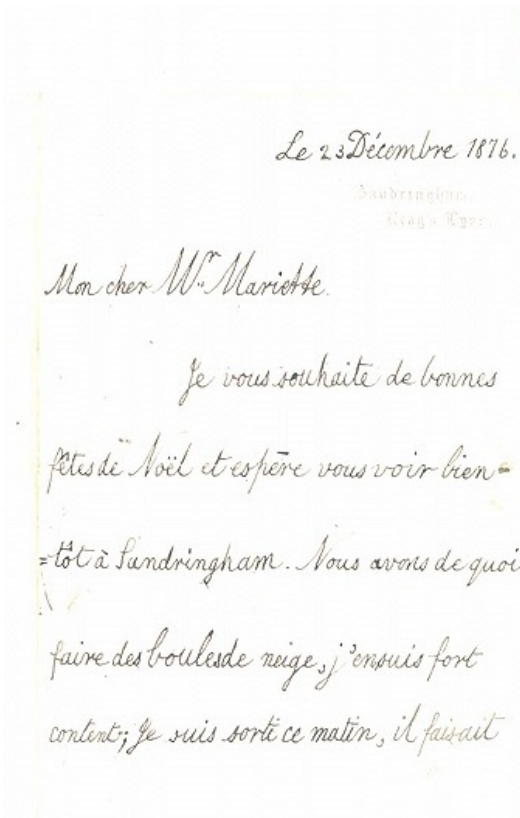 Le 23 Décembre 1876.
Sandringham,
Mon cher Mr Mariette.
Je vous souhaite de bonnes
fêtes de Noël et espère vous voir bien=
=tôt à Sandringham. Nous avons de quoi
faire des boules de neige, j'en suis fort
content; Je suis sorte ce matin, il faisait